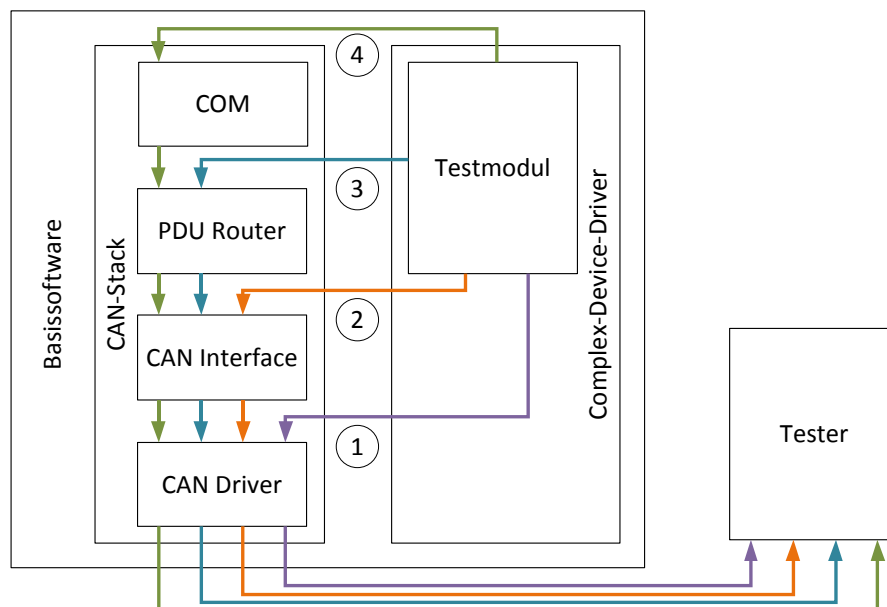 4
COM
Testmodul
3
PDU Router
Basissoftware
CAN-Stack
Complex-Device-Driver
2
CAN Interface
Tester
1
CAN Driver